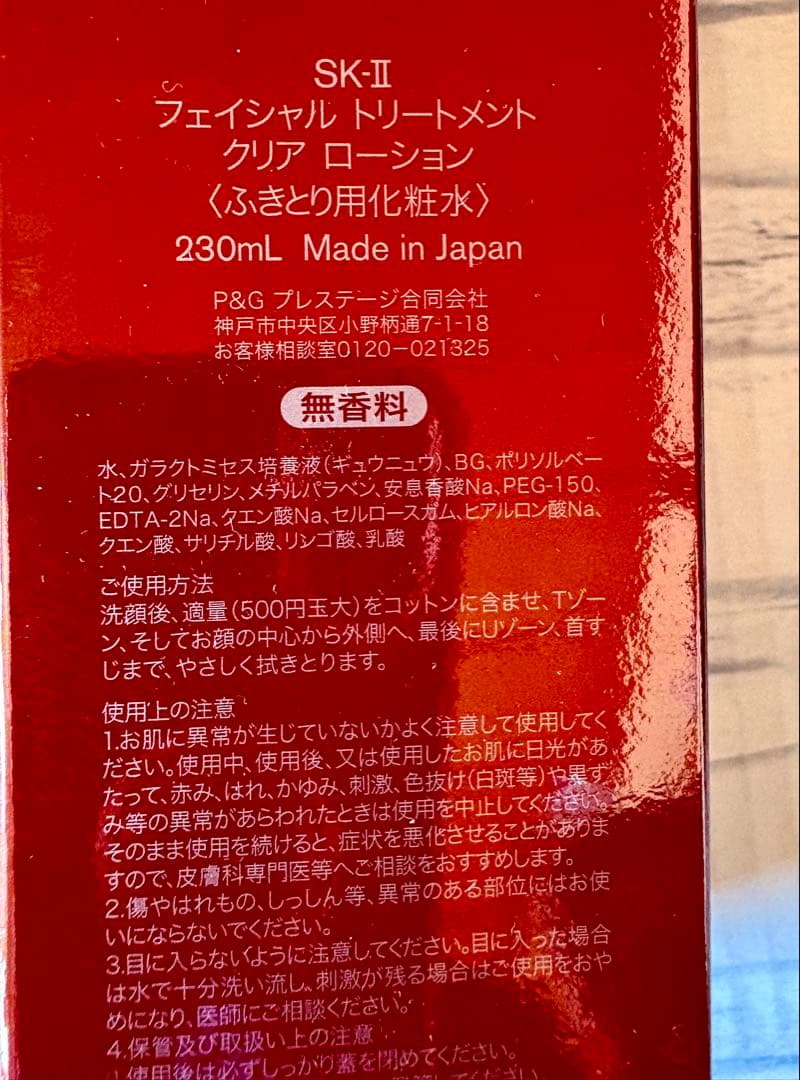 SK-II
フェイシャル トリートメント
クリア ローション
〈ふきとり用化粧水〉
230mL Made in Japan
P&G プレステージ合同会社
神戸市中央区小野柄通7-1-18
お客様相談室0120-021325
無香料
水、ガラクトミセス培養液(ギュウニュウ)、BG、ポリソルベー
ト20、グリセリン、メチルパラベン、安息香酸Na、PEG-150、
EDTA-2Na、クエン酸Na、セルロースガム、ヒアルロン酸Na、
クエン酸、サリチル酸、リンゴ酸、乳酸
ご使用方法
洗顔後、適量(500円玉大)をコットンに含ませ、Tゾー
ン、そしてお顔の中心から外側へ、最後にUゾーン、首す
じまで、やさしく拭きとります。
使用上の注意
1.お肌に異常が生じていないかよく注意して使用してく
ださい。使用中、使用後、又は使用したお肌に日光があ
たって、赤み、はれ、かゆみ、刺激、色抜け(白斑等)や黒ず
み等の異常があらわれたときは使用を中止してください。
そのまま使用を続けると、症状を悪化させることがありま
すので、皮膚科専門医等へご相談をおすすめします。
2.傷やはれもの、しっしん等、異常のある部位にはお使
いにならないでください。
3.目に入らないように注意してください。目に入った場合
は水で十分洗い流し、刺激が残る場合はご使用をおや
めになり、医師にご相談ください。
4.保管及び取扱い上の注意
使用後は必ずしっかり蓋を閉めてください。